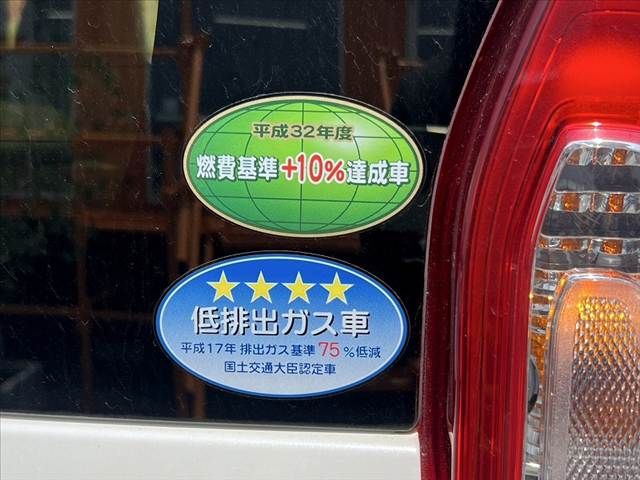 平成32年度
燃費基準+10%達成車
低排出ガス車
平成17年 排出ガス基準75%低減
国土交通大臣認定車